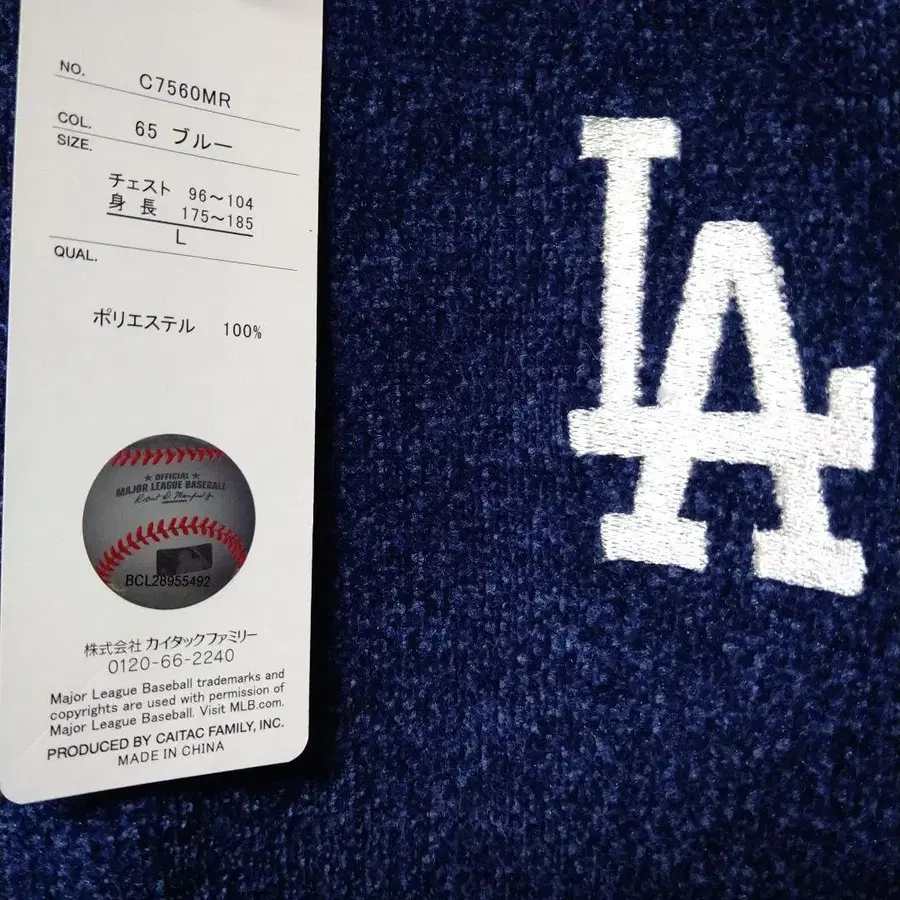 NO. C7560MR
COL. 65 ブルー
SIZE.
チェスト 96〜104
身長 175〜185
L
QUAL.
ポリエステル 100%
★ OFFICIAL ★
MAJOR LEAGUE BASEBALL
BCL28955492
株式会社 カイタックファミリー
0120-66-2240
Major League Baseball trademarks and
copyrights are used with permission of
Major League Baseball. Visit MLB.com.
PRODUCED BY CAITAC FAMILY, INC.
MADE IN CHINA
LA